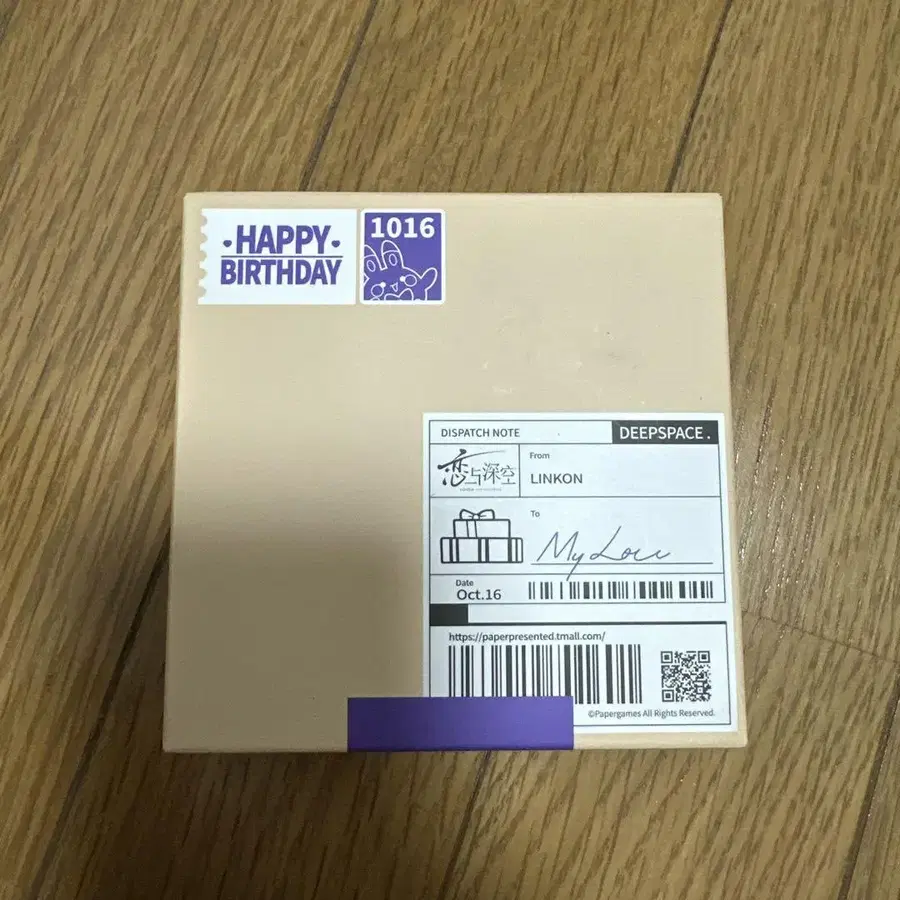 ·HAPPY·
BIRTHDAY
1016
DISPATCH NOTE
DEEPSPACE.
恋与深空
From
LINKON
To
My Love
Date
Oct.16
https://paperpresented.tmall.com/
©Papergames All Rights Reserved.